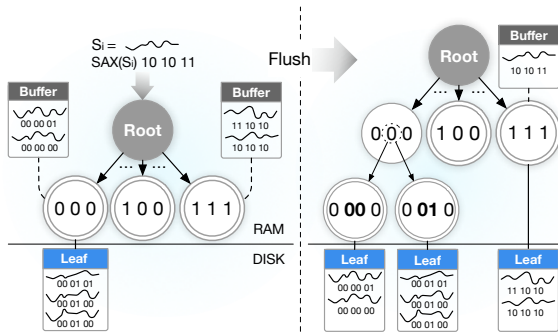 Sᵢ =
SAX(Sᵢ) 10 10 11
Buffer
00 00 01
00 00 00
Buffer
11 10 10
10 10 10
Root
...
...
...
0 0 0
1 0 0
1 1 1
RAM
DISK
Leaf
00 01 01
00 01 00
00 01 00
Flush
Root
...
...
Buffer
10 10 11
0 0 0
1 0 0
1 1 1
0 00 0
0 01 0
Leaf
00 00 01
00 00 00
Leaf
00 01 01
00 01 00
00 01 00
Leaf
11 10 10
10 10 10